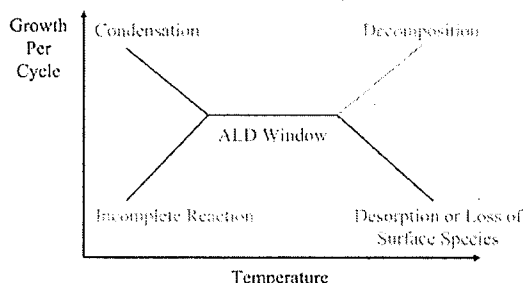 Growth
Per
Cycle
Condensation
Decomposition
ALD Window
Incomplete Reaction
Desorption or Loss of
Surface Species
Temperature